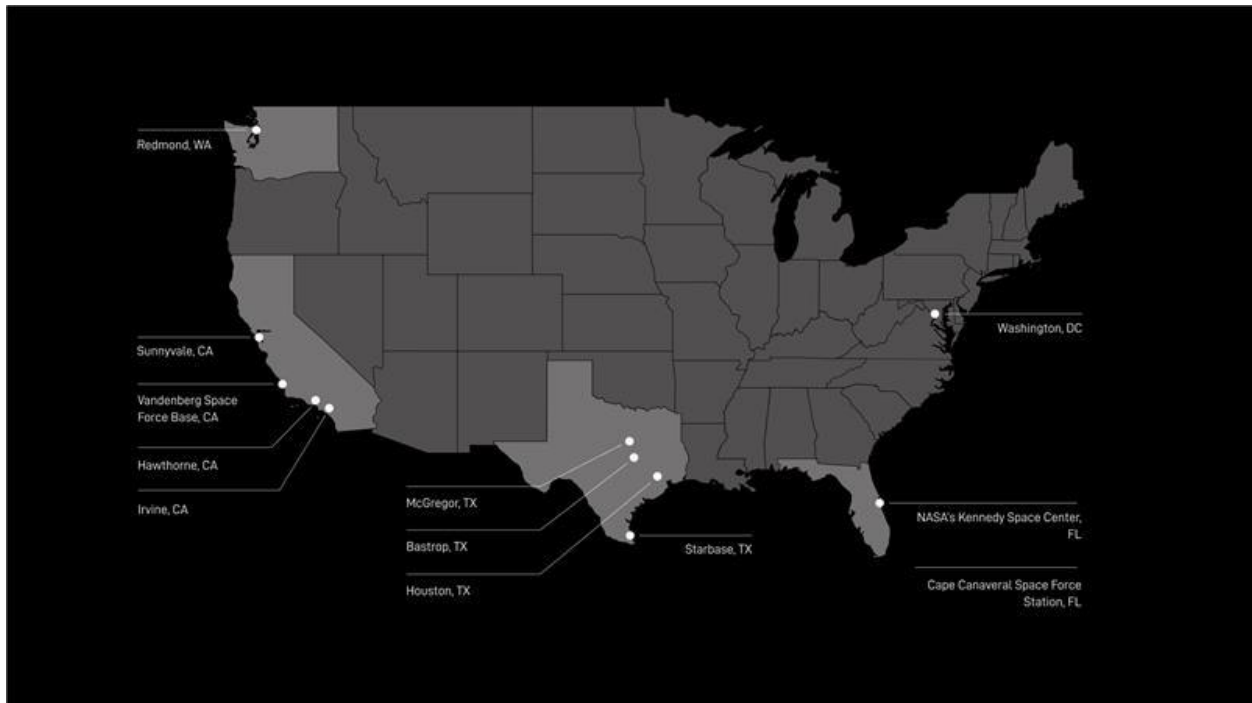 Redmond, WA
Sunnyvale, CA
Vandenberg Space
Force Base, CA
Hawthorne, CA
Irvine, CA
McGregor, TX
Bastrop, TX
Houston, TX
Starbase, TX
Washington, DC
NASA's Kennedy Space Center,
FL
Cape Canaveral Space Force
Station, FL